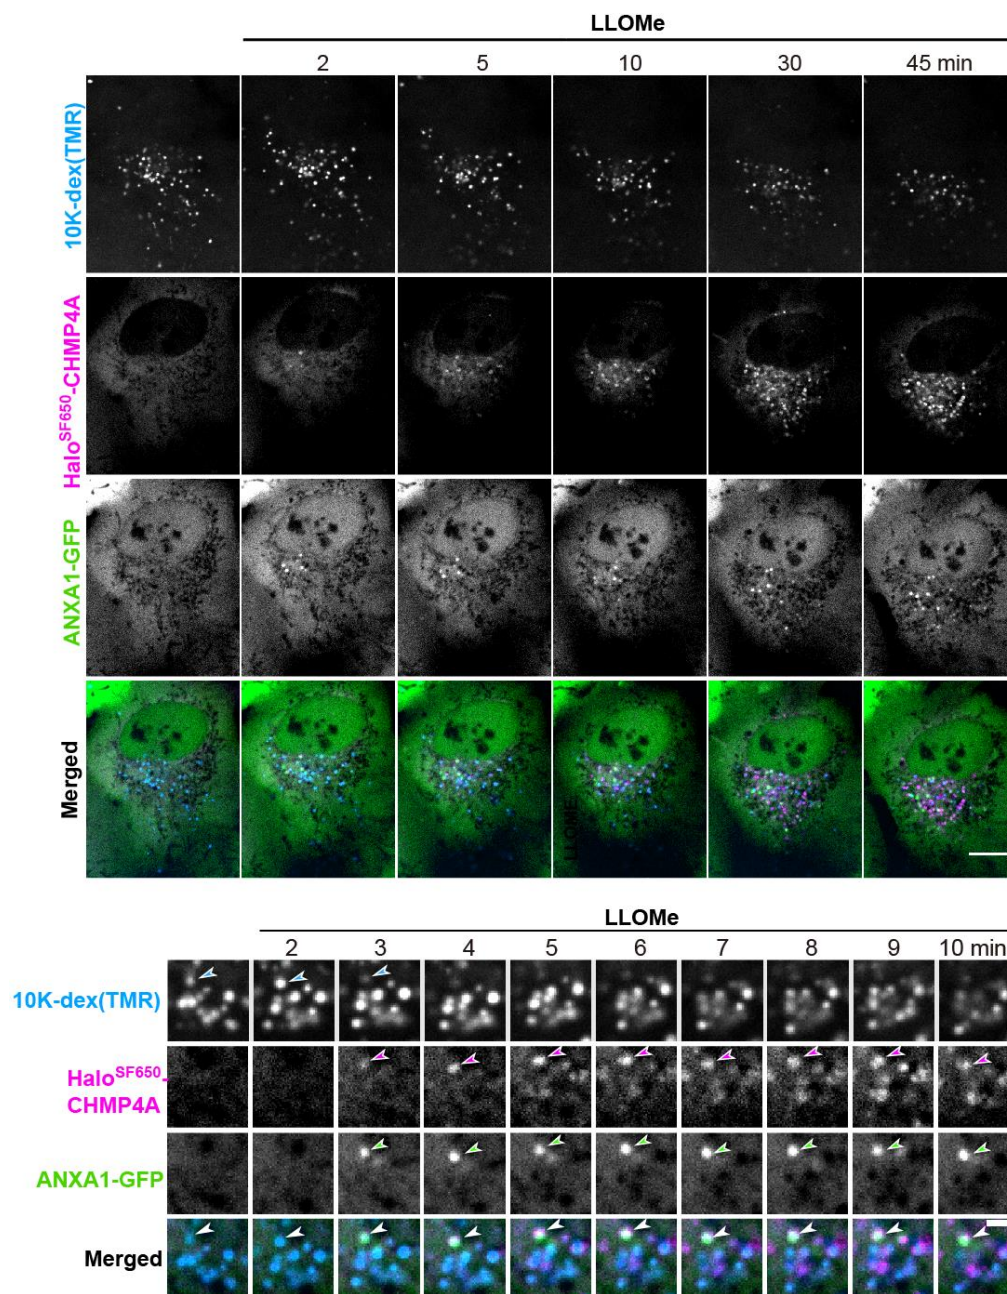 LLOMe
2 5 10 30 45 min
10K-dex(TMR)
Halo^SF650-CHMP4A
ANXA1-GFP
Merged
LLOME
LLOMe
2 3 4 5 6 7 8 9 10 min
10K-dex(TMR)
Halo^SF650-
CHMP4A
ANXA1-GFP
Merged